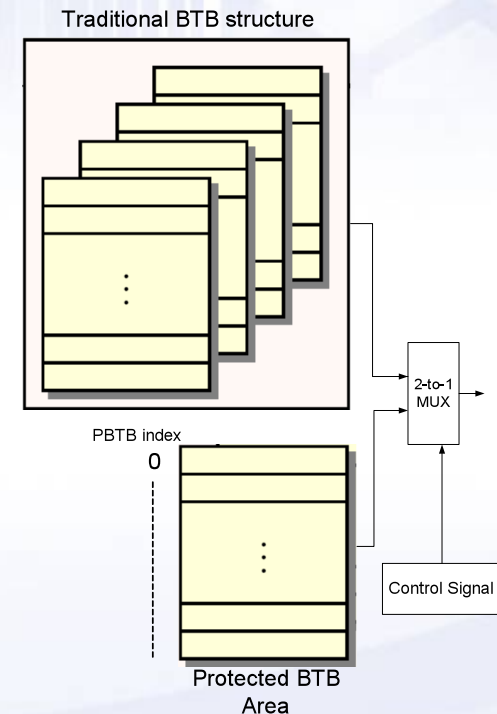 Traditional BTB structure
2-to-1
MUX
PBTB index
0
Control Signal
Protected BTB
Area